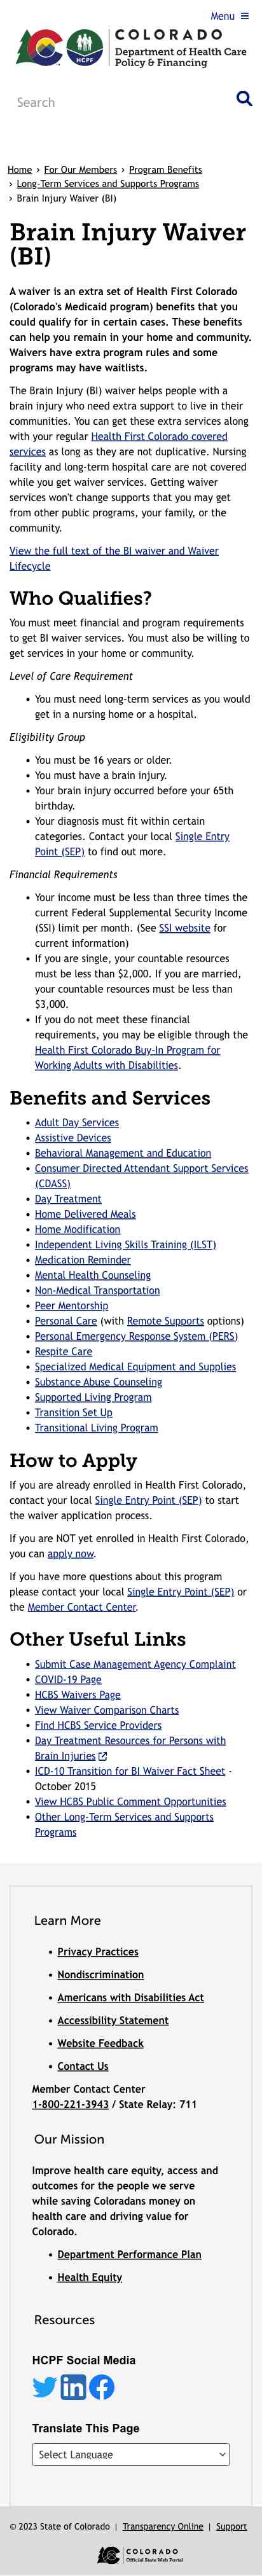 Menu ≡
COLORADO
Department of Health Care
Policy & Financing
HCPF
Search
Home › For Our Members › Program Benefits
› Long-Term Services and Supports Programs
› Brain Injury Waiver (BI)
Brain Injury Waiver
(BI)
A waiver is an extra set of Health First Colorado
(Colorado's Medicaid program) benefits that you
could qualify for in certain cases. These benefits
can help you remain in your home and community.
Waivers have extra program rules and some
programs may have waitlists.
The Brain Injury (BI) waiver helps people with a
brain injury who need extra support to live in their
communities. You can get these extra services along
with your regular Health First Colorado covered
services as long as they are not duplicative. Nursing
facility and long-term hospital care are not covered
while you get waiver services. Getting waiver
services won't change supports that you may get
from other public programs, your family, or the
community.
View the full text of the BI waiver and Waiver
Lifecycle
Who Qualifies?
You must meet financial and program requirements
to get BI waiver services. You must also be willing to
get services in your home or community.
Level of Care Requirement
• You must need long-term services as you would
get in a nursing home or a hospital.
Eligibility Group
• You must be 16 years or older.
• You must have a brain injury.
• Your brain injury occurred before your 65th
birthday.
• Your diagnosis must fit within certain
categories. Contact your local Single Entry
Point (SEP) to find out more.
Financial Requirements
• Your income must be less than three times the
current Federal Supplemental Security Income
(SSI) limit per month. (See SSI website for
current information)
• If you are single, your countable resources
must be less than $2,000. If you are married,
your countable resources must be less than
$3,000.
• If you do not meet these financial
requirements, you may be eligible through the
Health First Colorado Buy-In Program for
Working Adults with Disabilities.
Benefits and Services
• Adult Day Services
• Assistive Devices
• Behavioral Management and Education
• Consumer Directed Attendant Support Services
(CDASS)
• Day Treatment
• Home Delivered Meals
• Home Modification
• Independent Living Skills Training (ILST)
• Medication Reminder
• Mental Health Counseling
• Non-Medical Transportation
• Peer Mentorship
• Personal Care (with Remote Supports options)
• Personal Emergency Response System (PERS)
• Respite Care
• Specialized Medical Equipment and Supplies
• Substance Abuse Counseling
• Supported Living Program
• Transition Set Up
• Transitional Living Program
How to Apply
If you are already enrolled in Health First Colorado,
contact your local Single Entry Point (SEP) to start
the waiver application process.
If you are NOT yet enrolled in Health First Colorado,
you can apply now.
If you have more questions about this program
please contact your local Single Entry Point (SEP) or
the Member Contact Center.
Other Useful Links
• Submit Case Management Agency Complaint
• COVID-19 Page
• HCBS Waivers Page
• View Waiver Comparison Charts
• Find HCBS Service Providers
• Day Treatment Resources for Persons with
Brain Injuries
• ICD-10 Transition for BI Waiver Fact Sheet -
October 2015
• View HCBS Public Comment Opportunities
• Other Long-Term Services and Supports
Programs
Learn More
• Privacy Practices
• Nondiscrimination
• Americans with Disabilities Act
• Accessibility Statement
• Website Feedback
• Contact Us
Member Contact Center
1-800-221-3943 / State Relay: 711
Our Mission
Improve health care equity, access and
outcomes for the people we serve
while saving Coloradans money on
health care and driving value for
Colorado.
• Department Performance Plan
• Health Equity
Resources
HCPF Social Media
Translate This Page
Select Language
© 2023 State of Colorado | Transparency Online | Support
COLORADO
Official State Web Portal